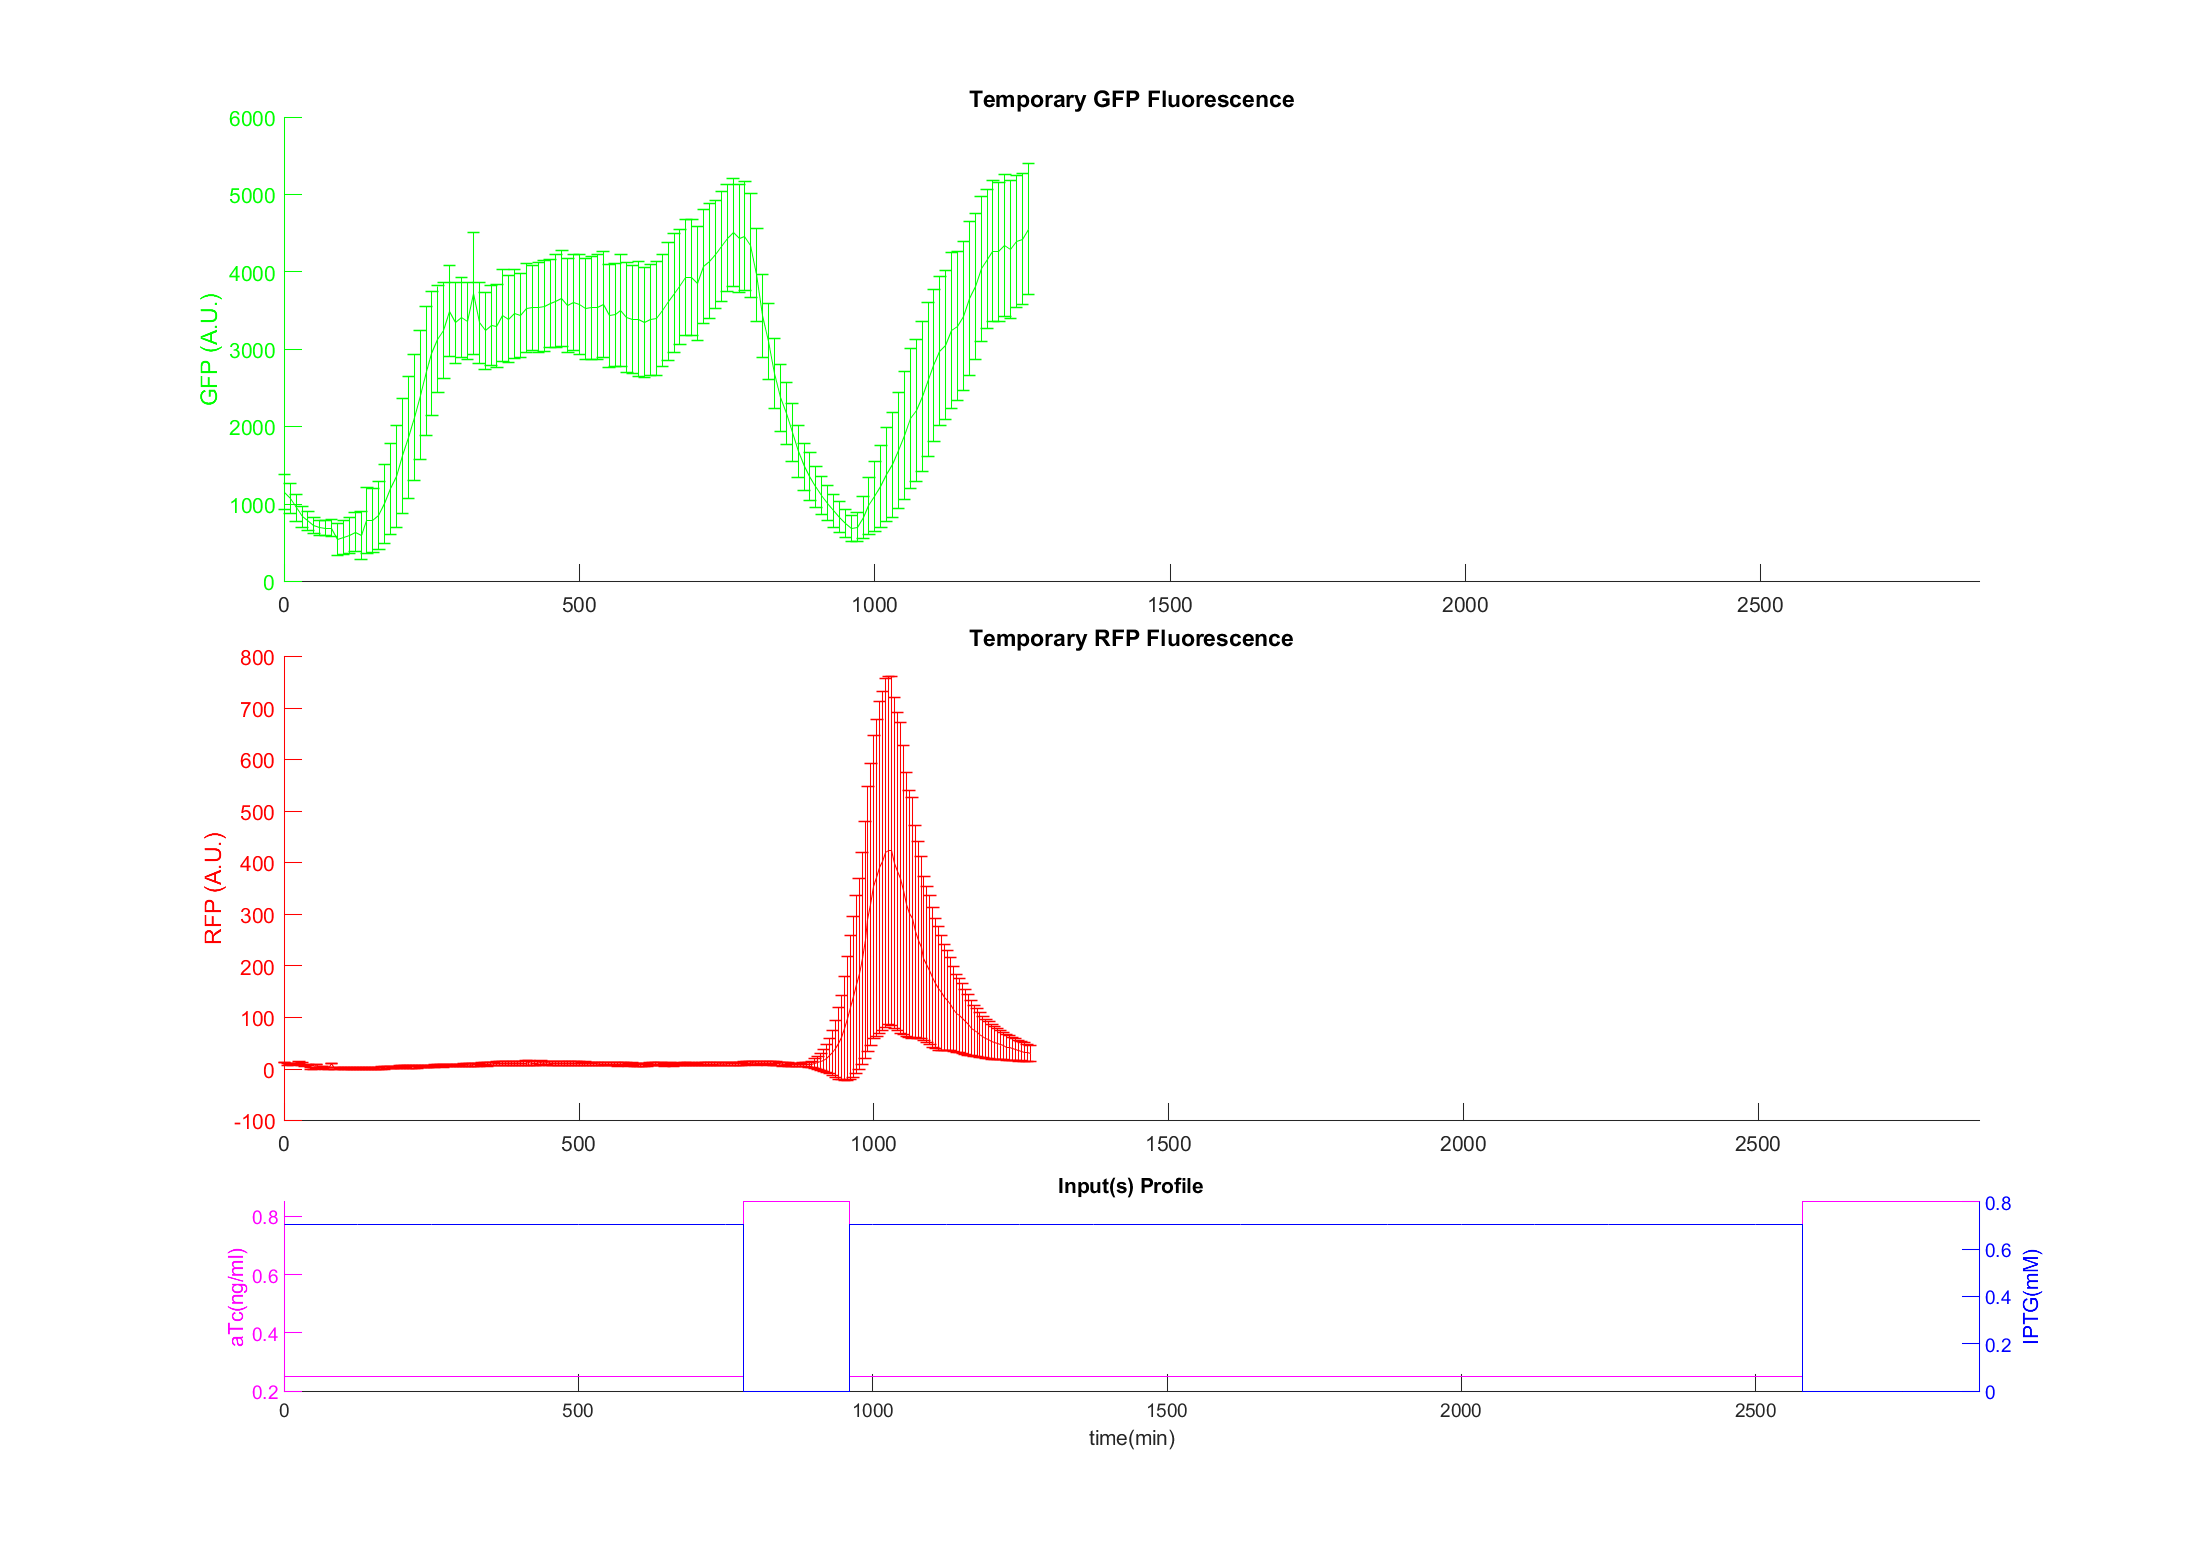 Temporary GFP Fluorescence
6000
5000
4000
3000
2000
1000
0
GFP (A.U.)
0 500 1000 1500 2000 2500
Temporary RFP Fluorescence
800
700
600
500
400
300
200
100
0
-100
RFP (A.U.)
0 500 1000 1500 2000 2500
Input(s) Profile
0.8
0.6
0.4
0.2
aTc(ng/ml)
0.8
0.6
0.4
0.2
0
IPTG(mM)
0 500 1000 1500 2000 2500
time(min)